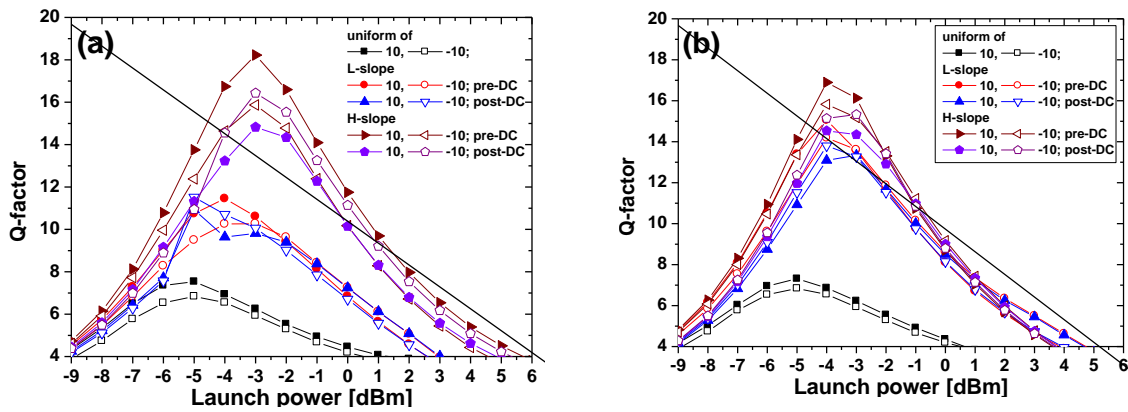 (a)
Q-factor
20
18
16
14
12
10
8
6
4
uniform of
10, -10;
L-slope
10, -10; pre-DC
10, -10; post-DC
H-slope
10, -10; pre-DC
10, -10; post-DC
-9 -8 -7 -6 -5 -4 -3 -2 -1 0 1 2 3 4 5 6
Launch power [dBm]
(b)
Q-factor
20
18
16
14
12
10
8
6
4
uniform of
10, -10;
L-slope
10, -10; pre-DC
10, -10; post-DC
H-slope
10, -10; pre-DC
10, -10; post-DC
-9 -8 -7 -6 -5 -4 -3 -2 -1 0 1 2 3 4 5 6
Launch power [dBm]